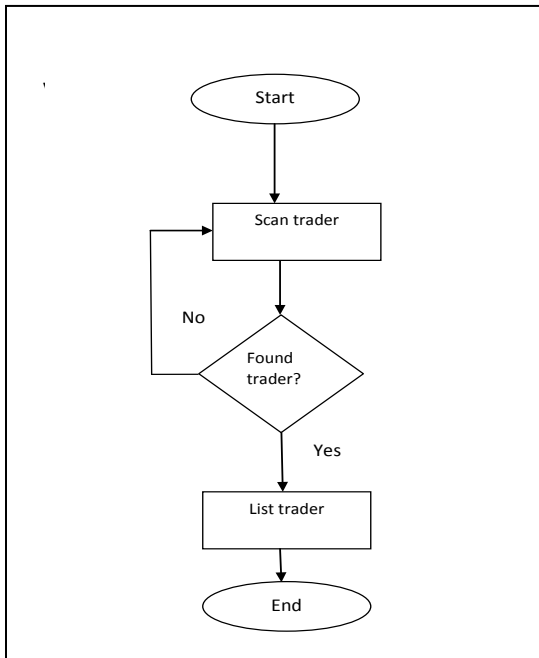 Start
Scan trader
No
Found
trader?
Yes
List trader
End